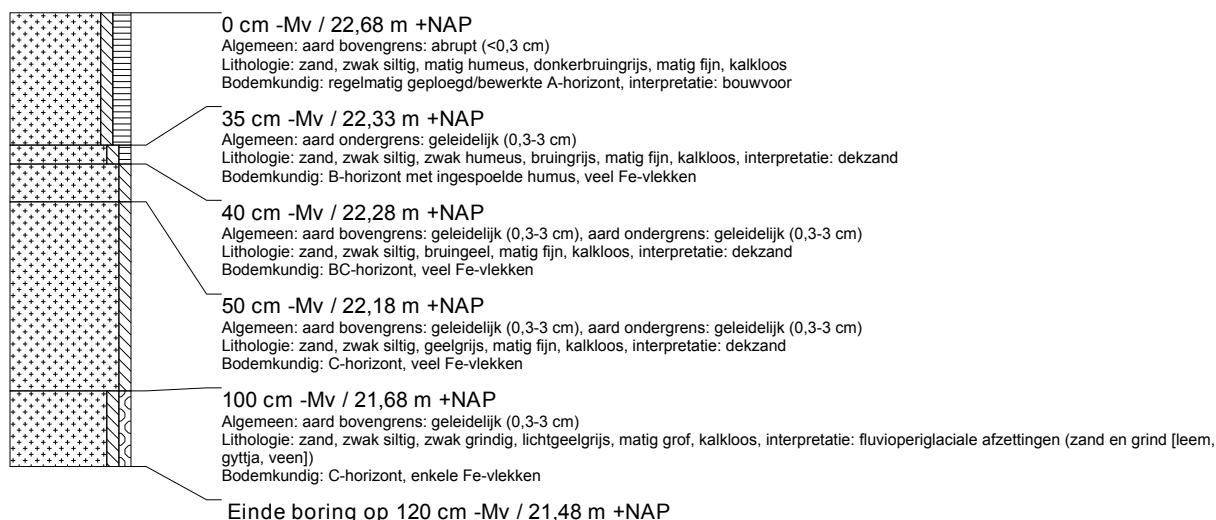 0 cm -Mv / 22,68 m +NAP
Algemeen: aard bovengrens: abrupt (<0,3 cm)
Lithologie: zand, zwak siltig, matig humeus, donkerbruingrijs, matig fijn, kalkloos
Bodemkundig: regelmatig geploegd/bewerkte A-horizont, interpretatie: bouwvoor
35 cm -Mv / 22,33 m +NAP
Algemeen: aard ondergrens: geleidelijk (0,3-3 cm)
Lithologie: zand, zwak siltig, zwak humeus, bruingrijs, matig fijn, kalkloos, interpretatie: dekzand
Bodemkundig: B-horizont met ingespoelde humus, veel Fe-vlekken
40 cm -Mv / 22,28 m +NAP
Algemeen: aard bovengrens: geleidelijk (0,3-3 cm), aard ondergrens: geleidelijk (0,3-3 cm)
Lithologie: zand, zwak siltig, bruingeel, matig fijn, kalkloos, interpretatie: dekzand
Bodemkundig: BC-horizont, veel Fe-vlekken
50 cm -Mv / 22,18 m +NAP
Algemeen: aard bovengrens: geleidelijk (0,3-3 cm), aard ondergrens: geleidelijk (0,3-3 cm)
Lithologie: zand, zwak siltig, geelgrijs, matig fijn, kalkloos, interpretatie: dekzand
Bodemkundig: C-horizont, veel Fe-vlekken
100 cm -Mv / 21,68 m +NAP
Algemeen: aard bovengrens: geleidelijk (0,3-3 cm)
Lithologie: zand, zwak siltig, zwak grindig, lichtgeelgrijs, matig grof, kalkloos, interpretatie: fluvioperiglaciale afzettingen (zand en grind [leem,
gyttja, veen])
Bodemkundig: C-horizont, enkele Fe-vlekken
Einde boring op 120 cm -Mv / 21,48 m +NAP